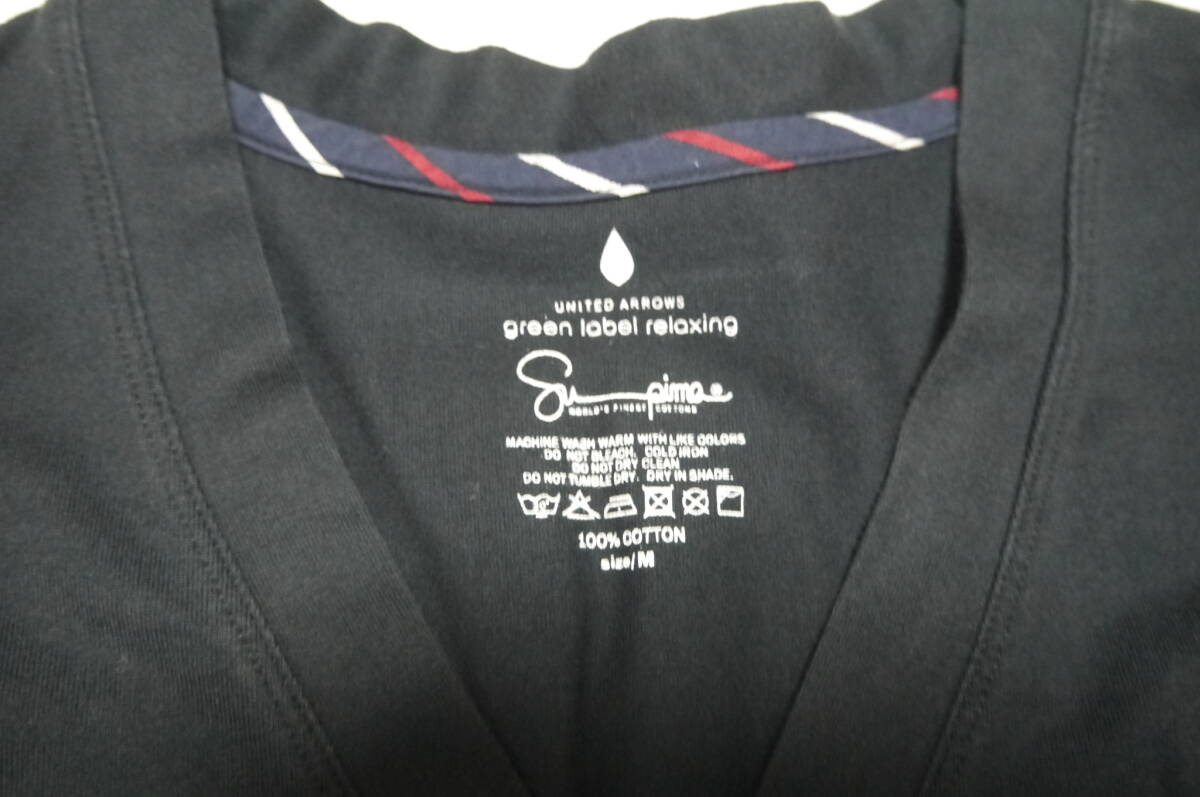 UNITED ARROWS
green label relaxing
Supima®
WORLD'S FINEST COTTONS
MACHINE WASH WARM WITH LIKE COLORS
DO NOT BLEACH. COLD IRON
DO NOT DRY CLEAN
DO NOT TUMBLE DRY. DRY IN SHADE.
100% COTTON
size/M